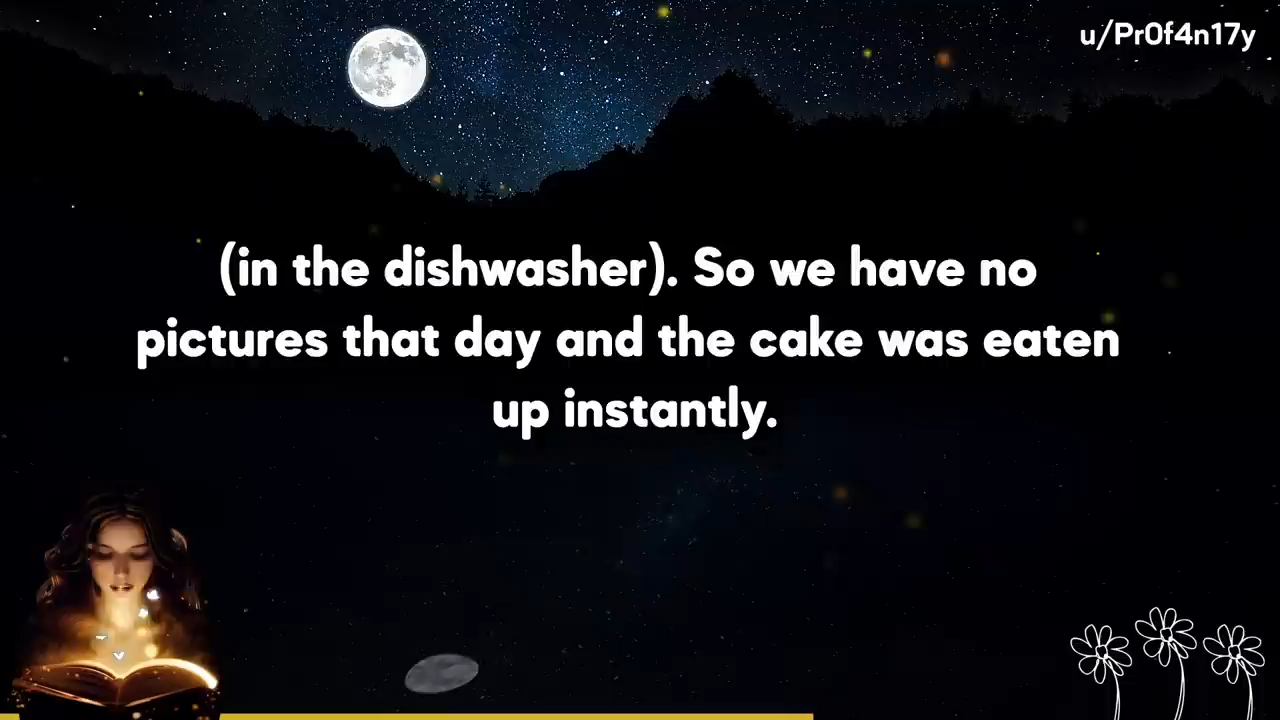 u/Pr0f4n17y
(in the dishwasher). So we have no
pictures that day and the cake was eaten
up instantly.